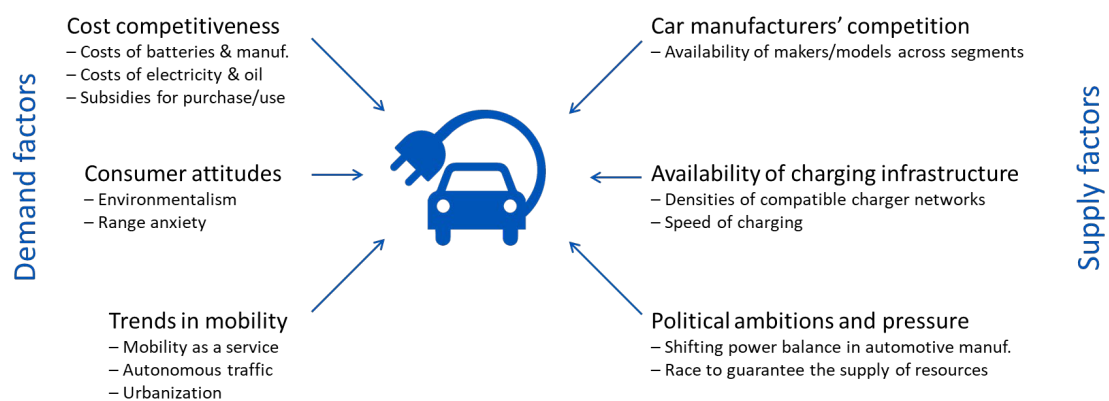 Demand factors
Cost competitiveness
– Costs of batteries & manuf.
– Costs of electricity & oil
– Subsidies for purchase/use
Consumer attitudes
– Environmentalism
– Range anxiety
Trends in mobility
– Mobility as a service
– Autonomous traffic
– Urbanization
Car manufacturers’ competition
– Availability of makers/models across segments
Availability of charging infrastructure
– Densities of compatible charger networks
– Speed of charging
Political ambitions and pressure
– Shifting power balance in automotive manuf.
– Race to guarantee the supply of resources
Supply factors